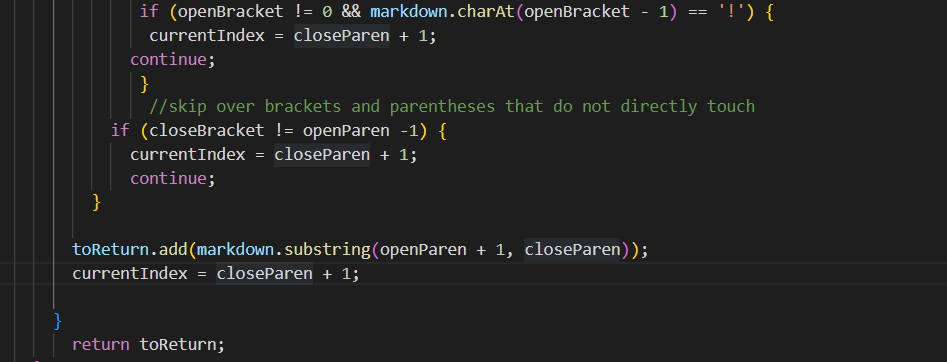 if (openBracket != 0 && markdown.charAt(openBracket - 1) == '!') {
currentIndex = closeParen + 1;
continue;
}
//skip over brackets and parentheses that do not directly touch
if (closeBracket != openParen -1) {
currentIndex = closeParen + 1;
continue;
}
toReturn.add(markdown.substring(openParen + 1, closeParen));
currentIndex = closeParen + 1;
}
return toReturn;